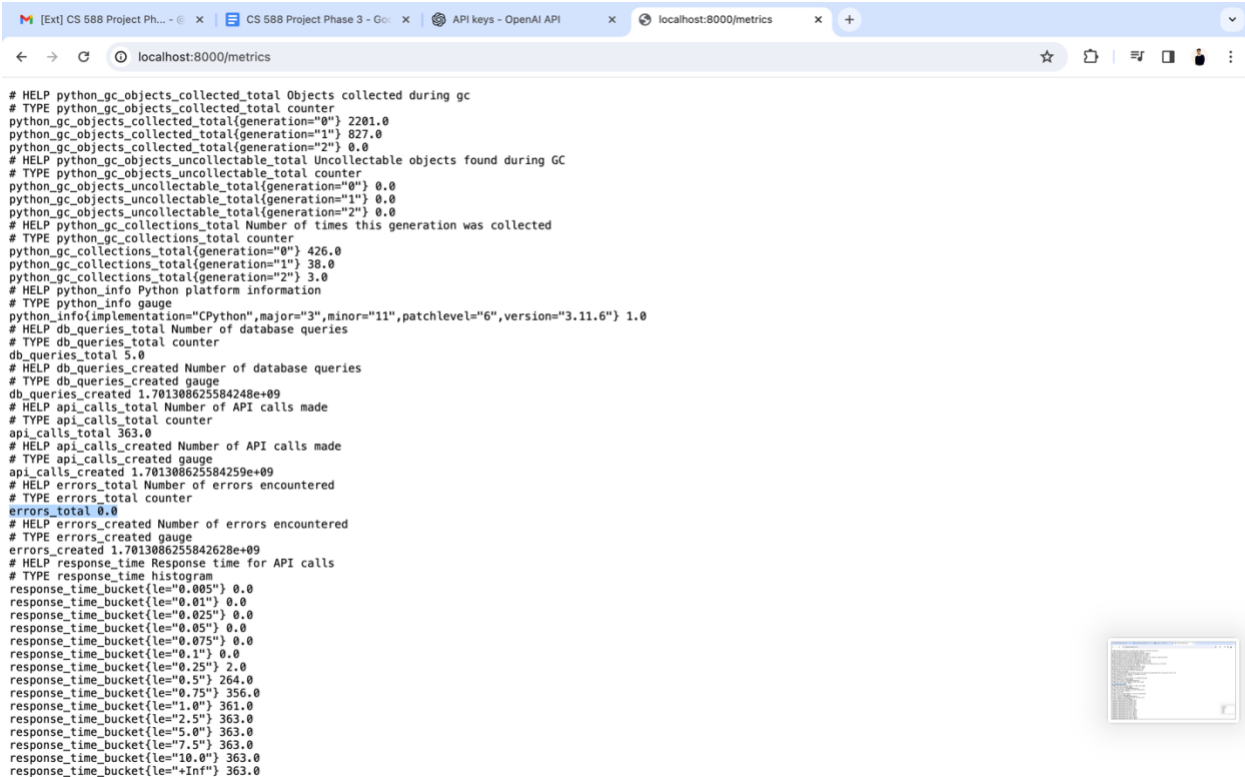 [Ext] CS 588 Project Ph... - CS 588 Project Phase 3 - Go API keys - OpenAI API localhost:8000/metrics
localhost:8000/metrics
# HELP python_gc_objects_collected_total Objects collected during gc
# TYPE python_gc_objects_collected_total counter
python_gc_objects_collected_total{generation="0"} 2201.0
python_gc_objects_collected_total{generation="1"} 827.0
python_gc_objects_collected_total{generation="2"} 0.0
# HELP python_gc_objects_uncollectable_total Uncollectable objects found during GC
# TYPE python_gc_objects_uncollectable_total counter
python_gc_objects_uncollectable_total{generation="0"} 0.0
python_gc_objects_uncollectable_total{generation="1"} 0.0
python_gc_objects_uncollectable_total{generation="2"} 0.0
# HELP python_gc_collections_total Number of times this generation was collected
# TYPE python_gc_collections_total counter
python_gc_collections_total{generation="0"} 426.0
python_gc_collections_total{generation="1"} 38.0
python_gc_collections_total{generation="2"} 3.0
# HELP python_info Python platform information
# TYPE python_info gauge
python_info{implementation="CPython",major="3",minor="11",patchlevel="6",version="3.11.6"} 1.0
# HELP db_queries_total Number of database queries
# TYPE db_queries_total counter
db_queries_total 5.0
# HELP db_queries_created Number of database queries
# TYPE db_queries_created gauge
db_queries_created 1.701308625584248e+09
# HELP api_calls_total Number of API calls made
# TYPE api_calls_total counter
api_calls_total 363.0
# HELP api_calls_created Number of API calls made
# TYPE api_calls_created gauge
api_calls_created 1.701308625584259e+09
# HELP errors_total Number of errors encountered
# TYPE errors_total counter
errors_total 0.0
# HELP errors_created Number of errors encountered
# TYPE errors_created gauge
errors_created 1.7013086255842628e+09
# HELP response_time Response time for API calls
# TYPE response_time histogram
response_time_bucket{le="0.005"} 0.0
response_time_bucket{le="0.01"} 0.0
response_time_bucket{le="0.025"} 0.0
response_time_bucket{le="0.05"} 0.0
response_time_bucket{le="0.075"} 0.0
response_time_bucket{le="0.1"} 0.0
response_time_bucket{le="0.25"} 2.0
response_time_bucket{le="0.5"} 264.0
response_time_bucket{le="0.75"} 356.0
response_time_bucket{le="1.0"} 361.0
response_time_bucket{le="2.5"} 363.0
response_time_bucket{le="5.0"} 363.0
response_time_bucket{le="7.5"} 363.0
response_time_bucket{le="10.0"} 363.0
response_time_bucket{le="+Inf"} 363.0